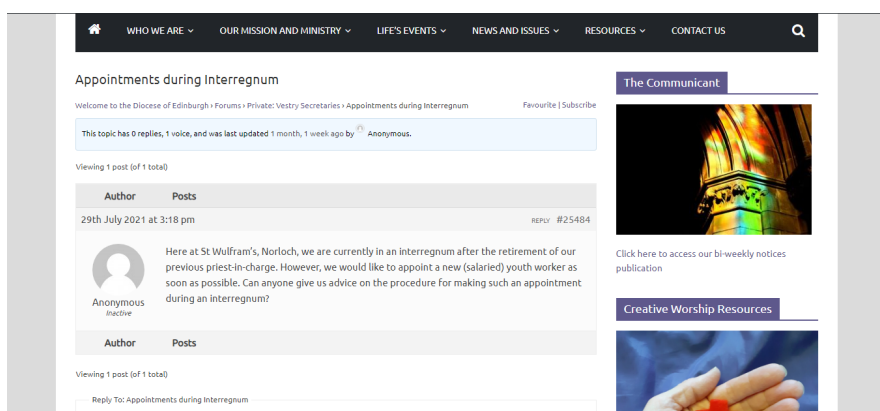 WHO WE ARE
OUR MISSION AND MINISTRY
LIFE'S EVENTS
NEWS AND ISSUES
RESOURCES
CONTACT US
Appointments during Interregnum
Welcome to the Diocese of Edinburgh › Forums › Private: Vestry Secretaries › Appointments during Interregnum
Favourite | Subscribe
This topic has 0 replies, 1 voice, and was last updated 1 month, 1 week ago by Anonymous.
Viewing 1 post (of 1 total)
Author Posts
29th July 2021 at 3:18 pm
REPLY #25484
Here at St Wulfram's, Norloch, we are currently in an interregnum after the retirement of our
previous priest-in-charge. However, we would like to appoint a new (salaried) youth worker as
soon as possible. Can anyone give us advice on the procedure for making such an appointment
during an interregnum?
Anonymous
Inactive
Author Posts
Viewing 1 post (of 1 total)
Reply To: Appointments during Interregnum
The Communicant
Click here to access our bi-weekly notices
publication
Creative Worship Resources